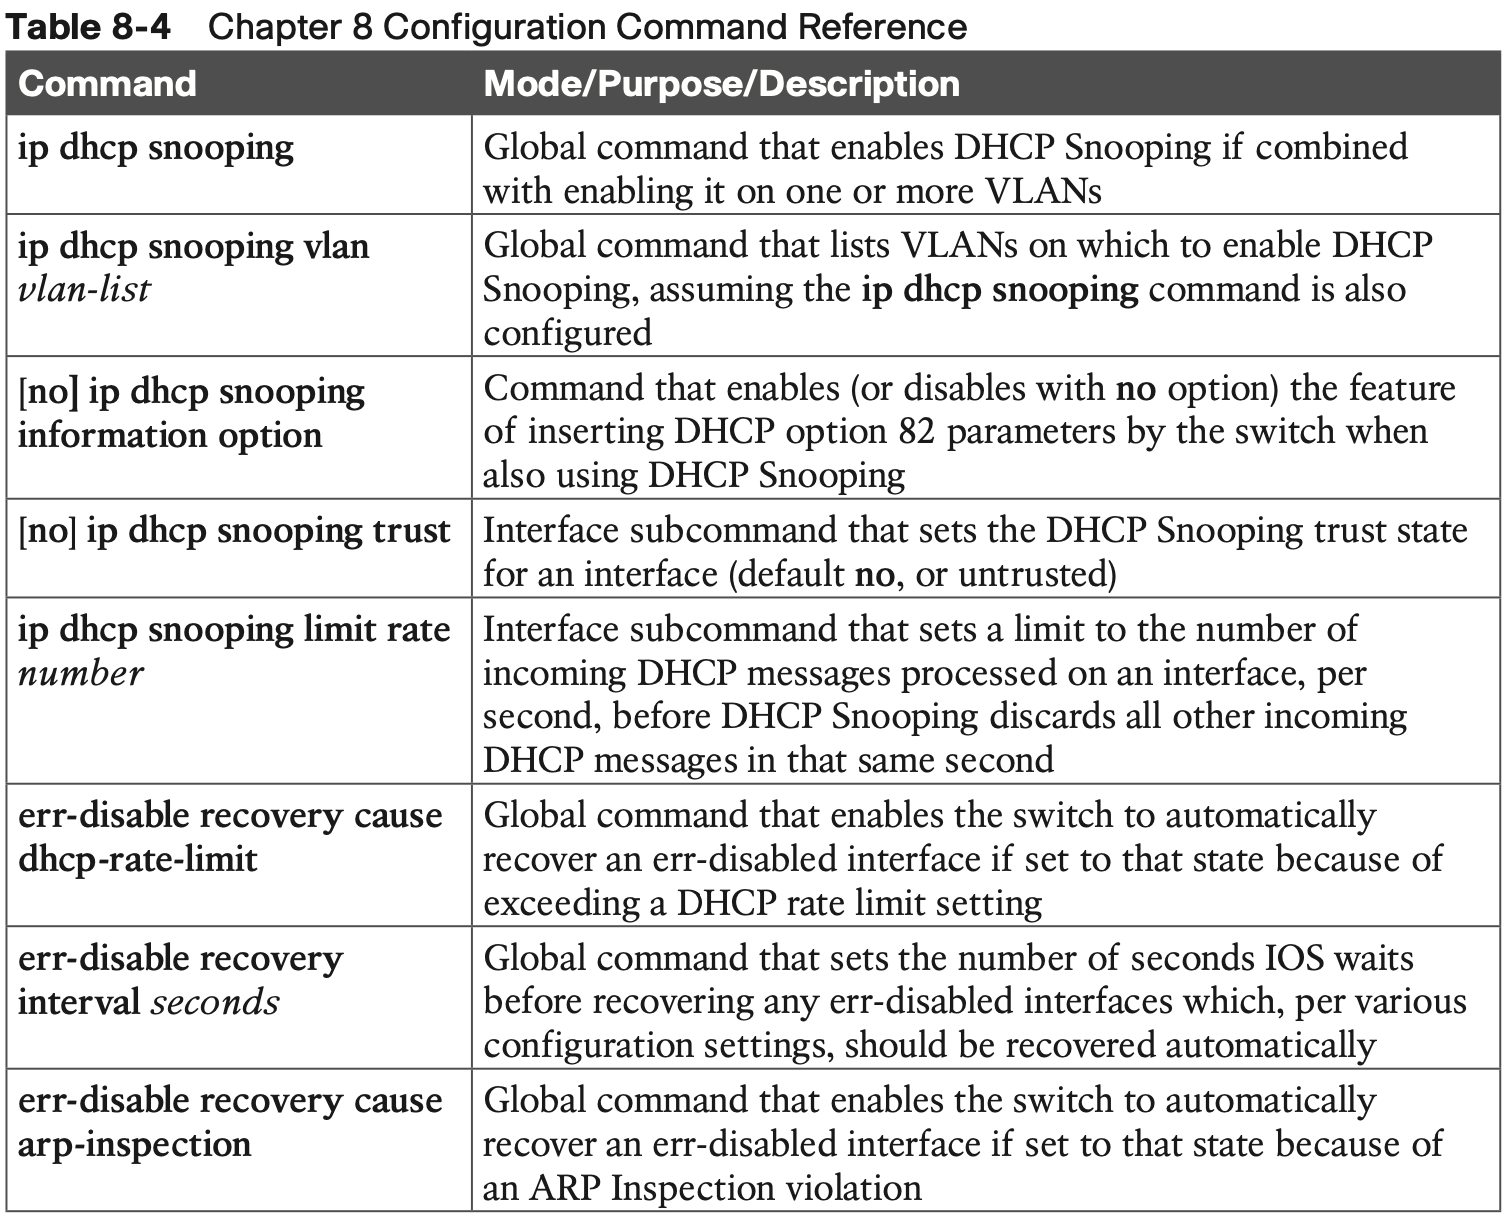 Table 8-4 Chapter 8 Configuration Command Reference
Command Mode/Purpose/Description
ip dhcp snooping
Global command that enables DHCP Snooping if combined
with enabling it on one or more VLANs
ip dhcp snooping vlan
vlan-list
Global command that lists VLANs on which to enable DHCP
Snooping, assuming the ip dhcp snooping command is also
configured
[no] ip dhcp snooping
information option
Command that enables (or disables with no option) the feature
of inserting DHCP option 82 parameters by the switch when
also using DHCP Snooping
[no] ip dhcp snooping trust
Interface subcommand that sets the DHCP Snooping trust state
for an interface (default no, or untrusted)
ip dhcp snooping limit rate
number
Interface subcommand that sets a limit to the number of
incoming DHCP messages processed on an interface, per
second, before DHCP Snooping discards all other incoming
DHCP messages in that same second
err-disable recovery cause
dhcp-rate-limit
Global command that enables the switch to automatically
recover an err-disabled interface if set to that state because of
exceeding a DHCP rate limit setting
err-disable recovery
interval seconds
Global command that sets the number of seconds IOS waits
before recovering any err-disabled interfaces which, per various
configuration settings, should be recovered automatically
err-disable recovery cause
arp-inspection
Global command that enables the switch to automatically
recover an err-disabled interface if set to that state because of
an ARP Inspection violation